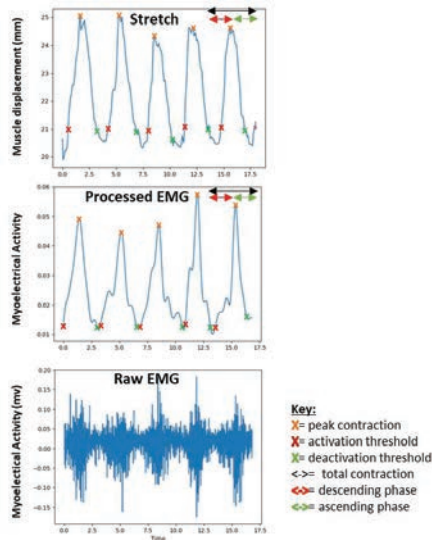 Stretch
Muscle displacement (mm)
25
24
23
22
21
20
0.0 2.5 5.0 7.5 10.0 12.5 15.0 17.5
Processed EMG
Myoelectrical Activity
0.06
0.05
0.04
0.03
0.02
0.01
0.0 2.5 5.0 7.5 10.0 12.5 15.0 17.5
Raw EMG
Myoelectical Activity (mv)
0.20
0.15
0.10
0.05
0.00
−0.05
−0.10
−0.15
0.0 2.5 5.0 7.5 10.0 12.5 15.0 17.5
Time
Key:
X= peak contraction
X= activation threshold
X= deactivation threshold
<-> = total contraction
<-> = descending phase
<-> = ascending phase